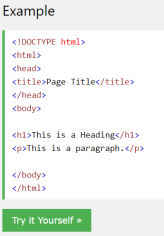 Example
<!DOCTYPE html>
<html>
<head>
<title>Page Title</title>
</head>
<body>
<h1>This is a Heading</h1>
<p>This is a paragraph.</p>
</body>
</html>
Try it Yourself »